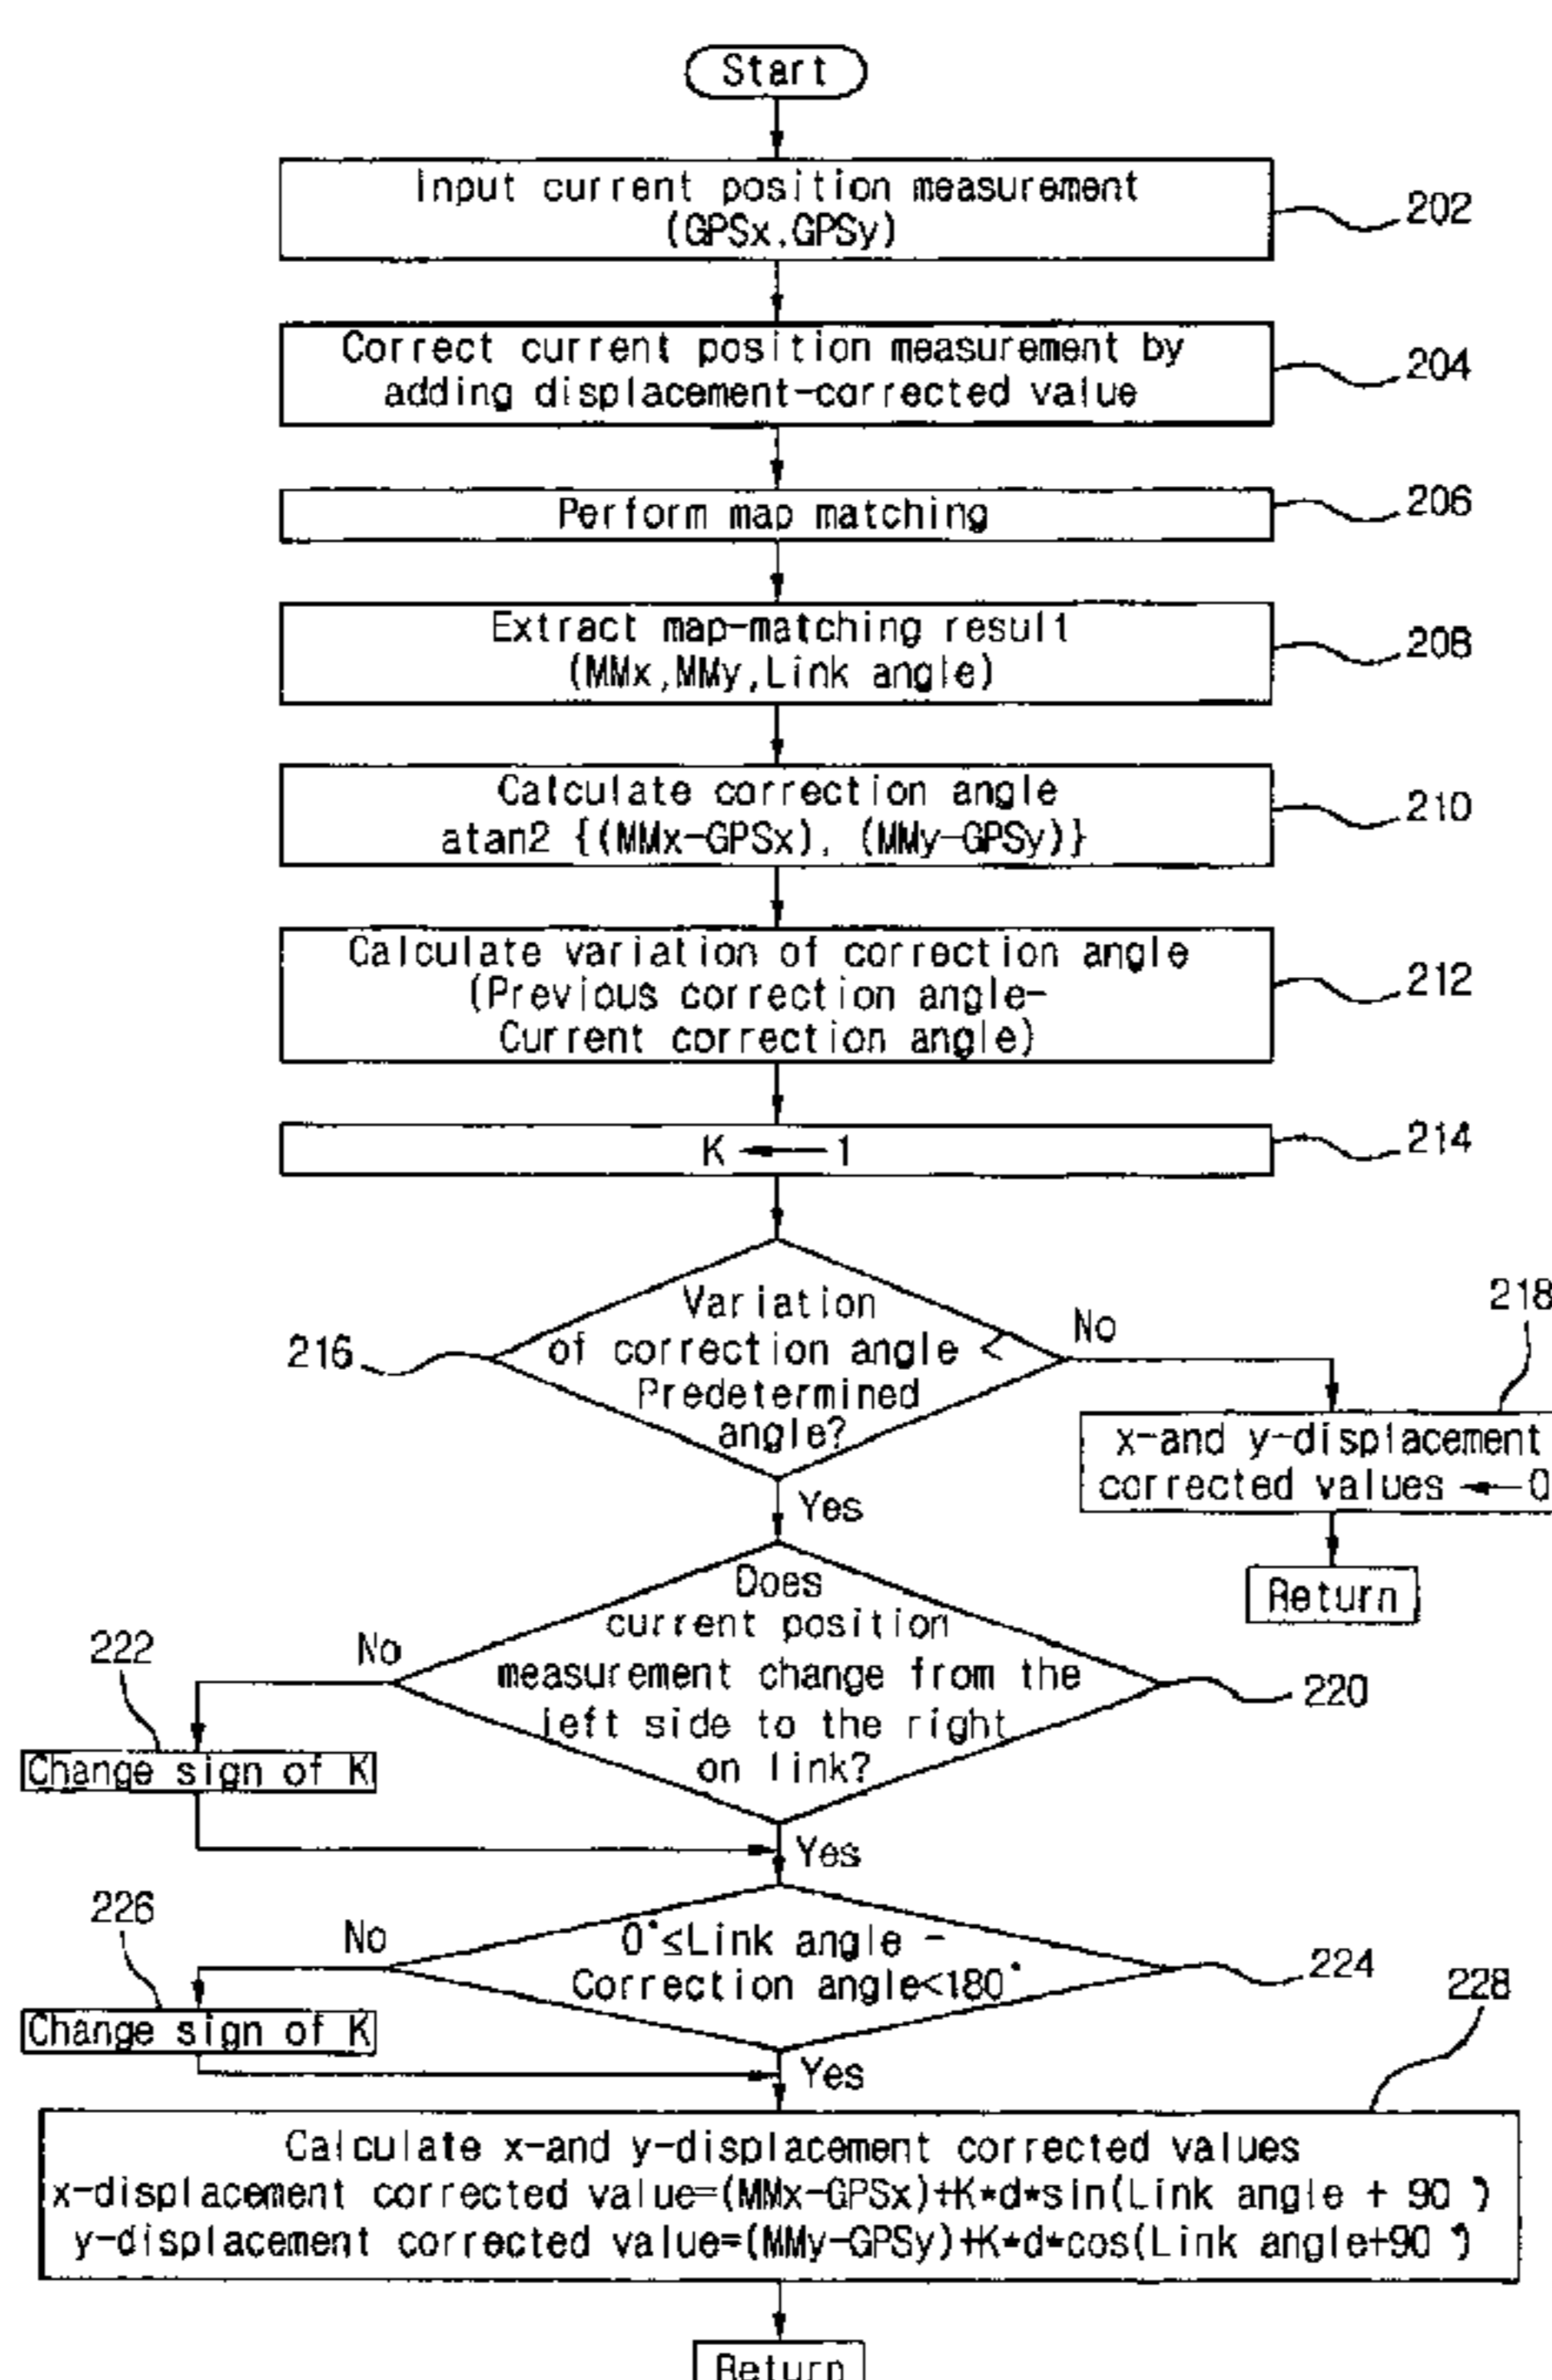 Start
Input current position measurement
(GPSx,GPSy)
202
Correct current position measurement by
adding displacement-corrected value
204
Perform map matching
206
Extract map-matching result
(MMx,MMy,Link angle)
208
Calculate correction angle
atan2 {(MMx-GPSx), (MMy-GPSy)}
210
Calculate variation of correction angle
(Previous correction angle-
Current correction angle)
212
K ← 1
214
Variation
of correction angle <
Predetermined
angle?
216
No
218
x-and y-displacement
corrected values ← 0
Return
Yes
Does
current position
measurement change from the
left side to the right
on link?
220
No
222
Change sign of K
Yes
0°≤Link angle -
Correction angle<180°
224
No
226
Change sign of K
Yes
228
Calculate x-and y-displacement corrected values
x-displacement corrected value=(MMx-GPSx)+K*d*sin(Link angle + 90°)
y-displacement corrected value=(MMy-GPSy)+K*d*cos(Link angle+90°)
Return